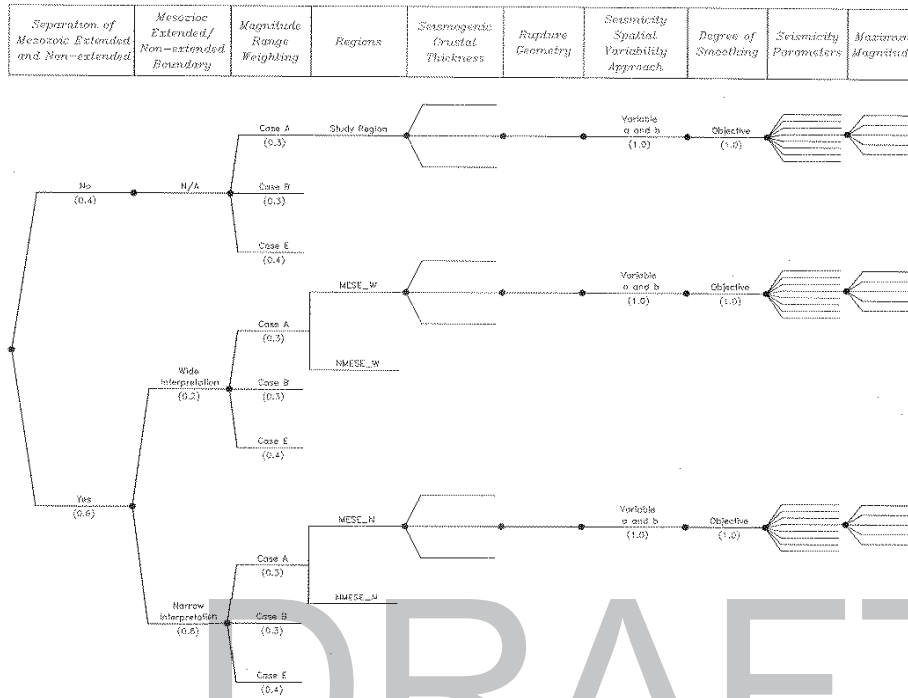 Separation of
Mezozoic Extended
and Non-extended
Mesozioc
Extended/
Non-extended
Boundary
Magnitude
Range
Weighting
Regions
Seismogenic
Crustal
Thickness
Rupture
Geometry
Seismicity
Spatial
Variability
Approach
Degree of
Smoothing
Seismicity
Parameters
Maximum
Magnitud
No
(0.4)
N/A
Case A
(0.3)
Study Region
Variable
a and b
(1.0)
Objective
(1.0)
Case B
(0.3)
Case E
(0.4)
MESE_W
Variable
a and b
(1.0)
Objective
(1.0)
Case A
(0.3)
NMESE_W
Wide
Interpretation
(0.2)
Case B
(0.3)
Case E
(0.4)
Yes
(0.6)
MESE_N
Variable
a and b
(1.0)
Objective
(1.0)
Case A
(0.3)
NMESE_N
Narrow
Interpretation
(0.8)
Case B
(0.3)
Case E
(0.4)
DRAFT